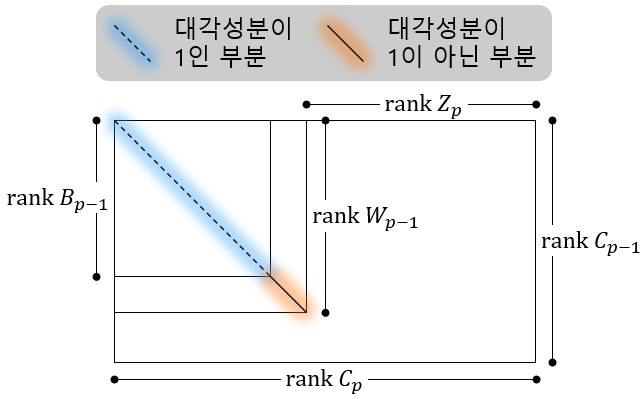 대각성분이
1인 부분
대각성분이
1이 아닌 부분
rank Z_p
rank B_{p−1}
rank W_{p−1}
rank C_{p−1}
rank C_p